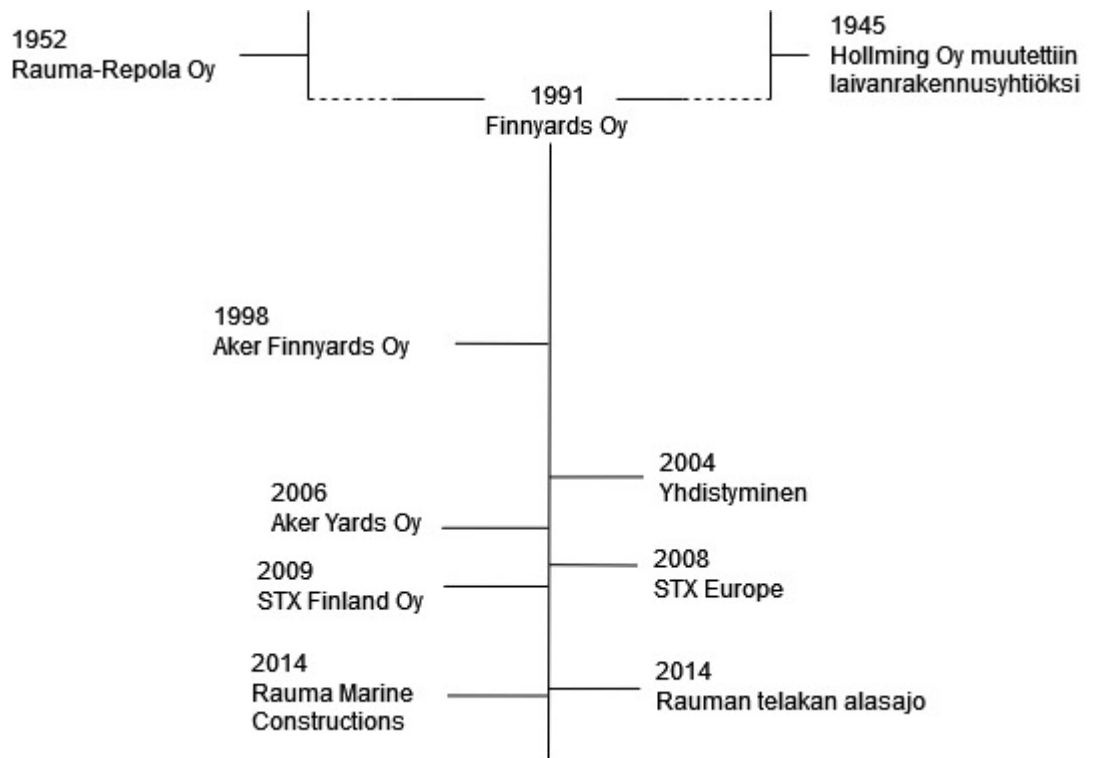 1952
Rauma-Repola Oy
1945
Hollming Oy muutettiin
laivanrakennusyhtiöksi
1991
Finnyards Oy
1998
Aker Finnyards Oy
2004
Yhdistyminen
2006
Aker Yards Oy
2008
STX Europe
2009
STX Finland Oy
2014
Rauma Marine
Constructions
2014
Rauman telakan alasajo